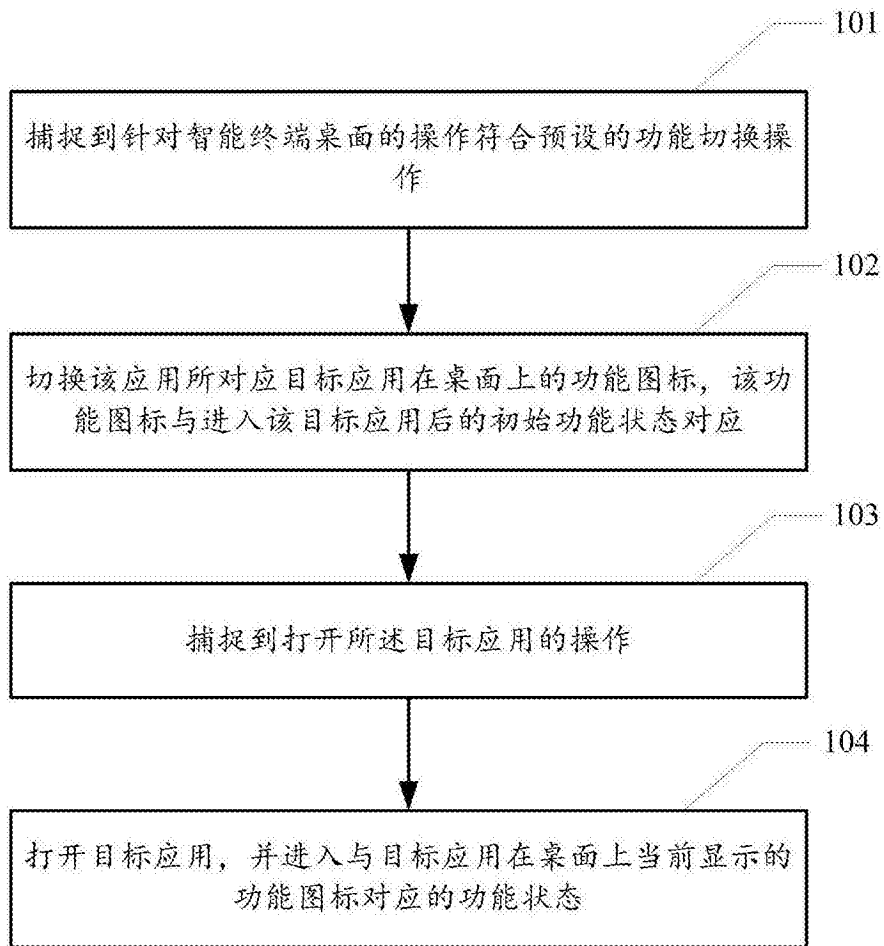 101
捕捉到针对智能终端桌面的操作符合预设的功能切换操
作
102
切换该应用所对应目标应用在桌面上的功能图标，该功
能图标与进入该目标应用后的初始功能状态对应
103
捕捉到打开所述目标应用的操作
104
打开目标应用，并进入与目标应用在桌面上当前显示的
功能图标对应的功能状态